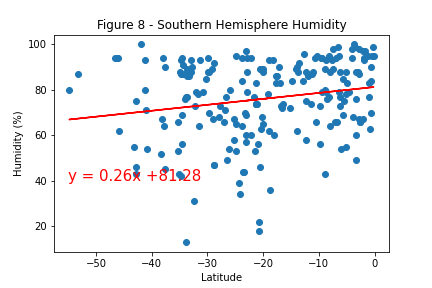 Figure 8 - Southern Hemisphere Humidity
Humidity (%)
100
80
60
40
20
y = 0.26x +81.28
−50
−40
−30
−20
−10
0
Latitude